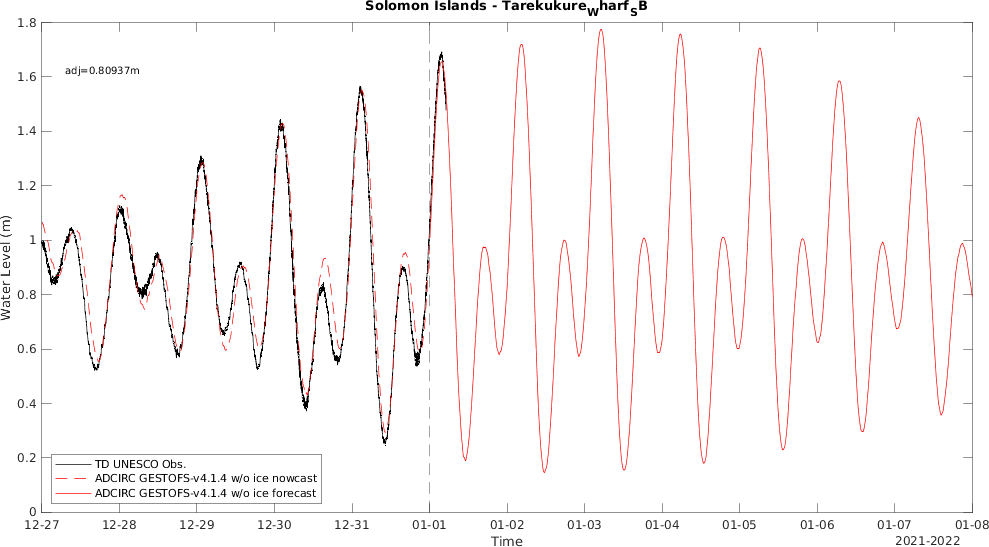 Solomon Islands - TarekukureWharfSB
1.8
adj=0.80937m
1.6
1.4
1.2
1
0.8
0.6
0.4
0.2
0
Water Level (m)
TD UNESCO Obs.
ADCIRC GESTOFS-v4.1.4 w/o ice nowcast
ADCIRC GESTOFS-v4.1.4 w/o ice forecast
12-27 12-28 12-29 12-30 12-31 01-01 01-02 01-03 01-04 01-05 01-06 01-07 01-08
Time
2021-2022